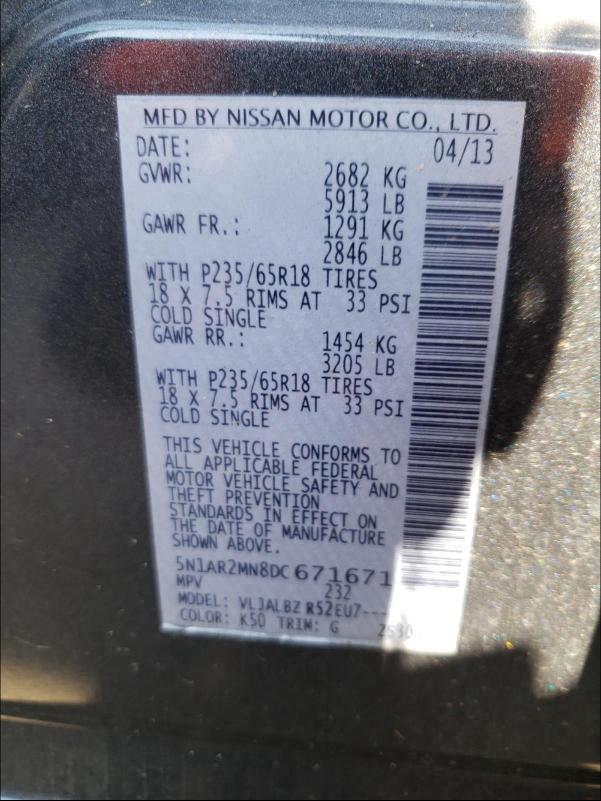 MFD BY NISSAN MOTOR CO., LTD.
DATE: 04/13
GVWR: 2682 KG
5913 LB
GAWR FR.: 1291 KG
2846 LB
WITH P235/65R18 TIRES
18 X 7.5 RIMS AT 33 PSI
COLD SINGLE
GAWR RR.: 1454 KG
3205 LB
WITH P235/65R18 TIRES
18 X 7.5 RIMS AT 33 PSI
COLD SINGLE
THIS VEHICLE CONFORMS TO
ALL APPLICABLE FEDERAL
MOTOR VEHICLE SAFETY AND
THEFT PREVENTION
STANDARDS IN EFFECT ON
THE DATE OF MANUFACTURE
SHOWN ABOVE.
5N1AR2MN8DC671671
MPV 232
MODEL: VLJALBZ R52EU7---
COLOR: K50 TRIM: G 2530